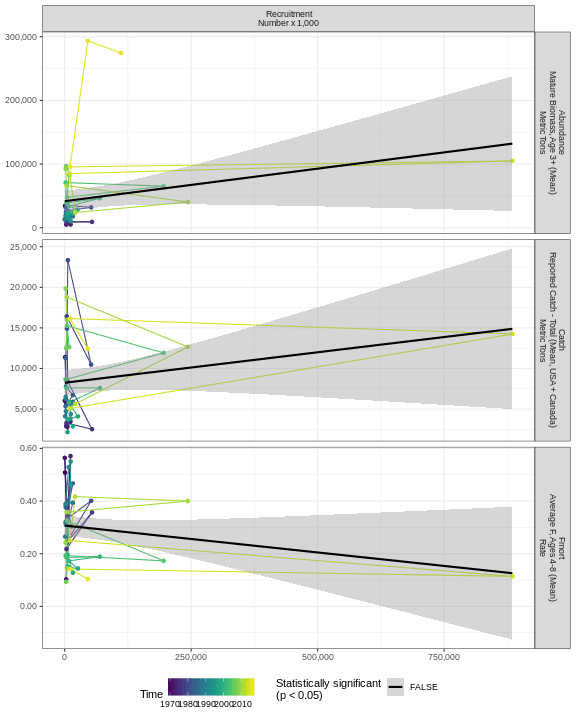 Recruitment
Number x 1,000
300,000
200,000
100,000
0
Abundance
Mature Biomass, Age 3+ (Mean)
Metric Tons
25,000
20,000
15,000
10,000
5,000
Catch
Reported Catch - Total (Mean, USA + Canada)
Metric Tons
0.60
0.40
0.20
0.00
Fmort
Average F, Ages 4-8 (Mean)
Rate
0 250,000 500,000 750,000
Time
1970 1980 1990 2000 2010
Statistically significant
(p < 0.05)
FALSE